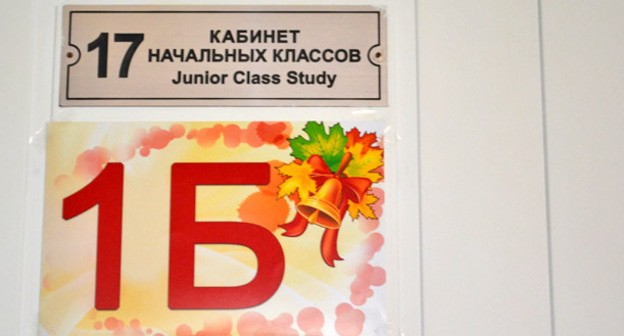 17
КАБИНЕТ
НАЧАЛЬНЫХ КЛАССОВ
Junior Class Study
1Б